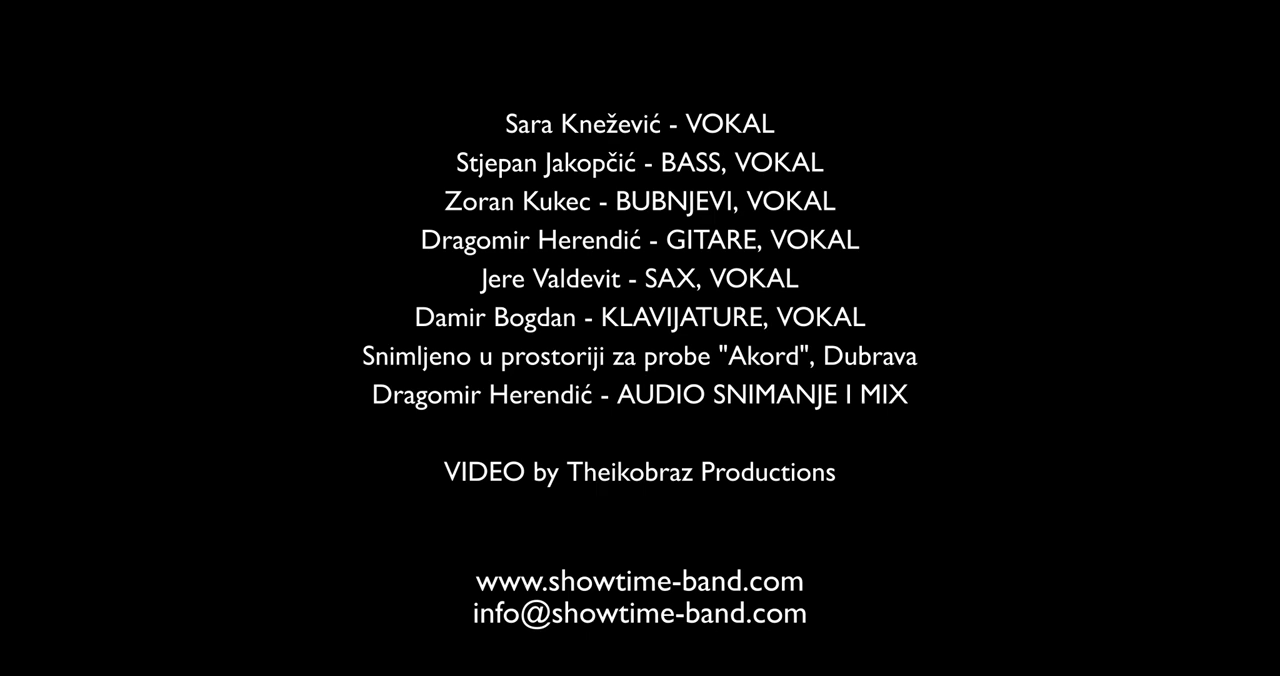 Sara Knežević - VOKAL
Stjepan Jakopčić - BASS, VOKAL
Zoran Kukec - BUBNJEVI, VOKAL
Dragomir Herendić - GITARE, VOKAL
Jere Valdevit - SAX, VOKAL
Damir Bogdan - KLAVIJATURE, VOKAL
Snimljeno u prostoriji za probe "Akord", Dubrava
Dragomir Herendić - AUDIO SNIMANJE I MIX
VIDEO by Theikobraz Productions
www.showtime-band.com
info@showtime-band.com